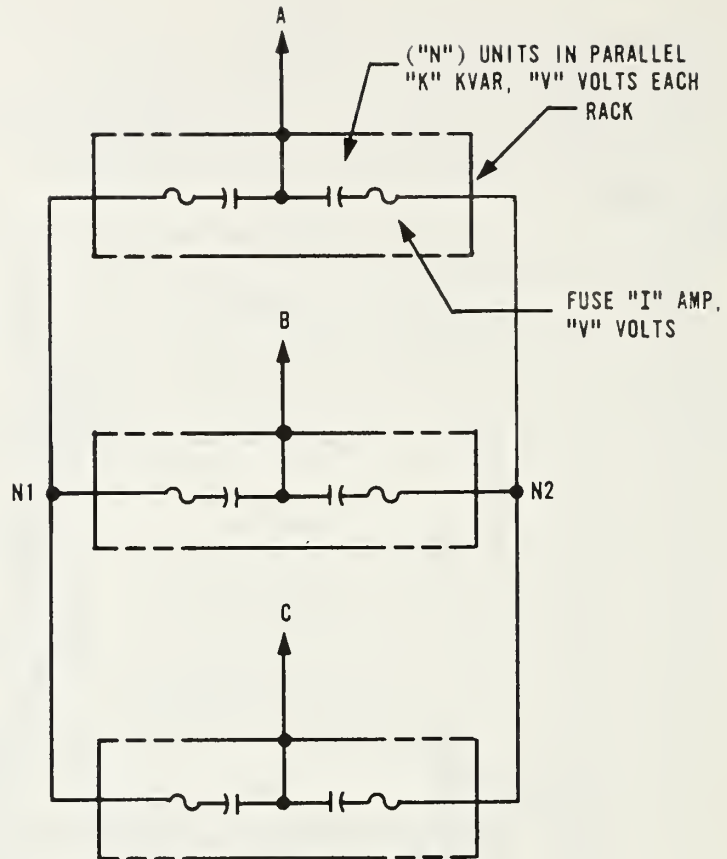 A
("N") UNITS IN PARALLEL
"K" KVAR, "V" VOLTS EACH
RACK
FUSE "I" AMP,
"V" VOLTS
B
N1
N2
C